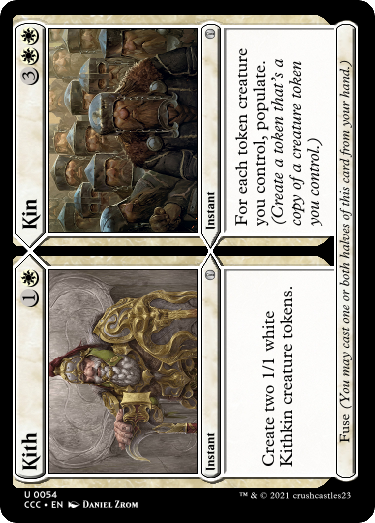 Kith 1
Instant
Create two 1/1 white
Kithkin creature tokens.
Kin 3
Instant
For each token creature
you control, populate.
(Create a token that's a
copy of a creature token
you control.)
Fuse (You may cast one or both halves of this card from your hand.)
U 0054
CCC • EN Daniel Zrom
™ & © 2021 crushcastles23